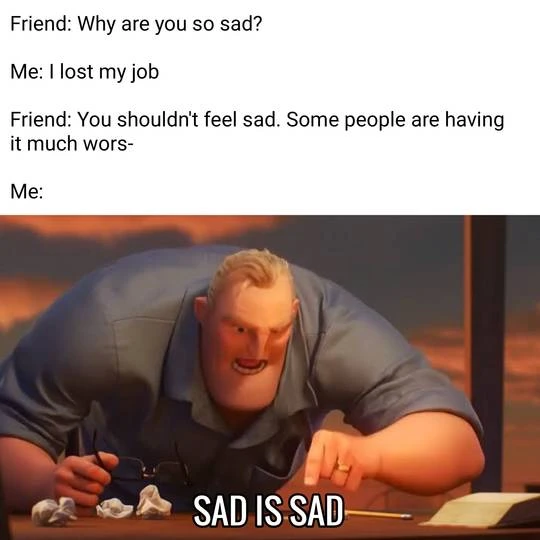 Friend: Why are you so sad?
Me: I lost my job
Friend: You shouldn't feel sad. Some people are having
it much wors-
Me:
SAD IS SAD